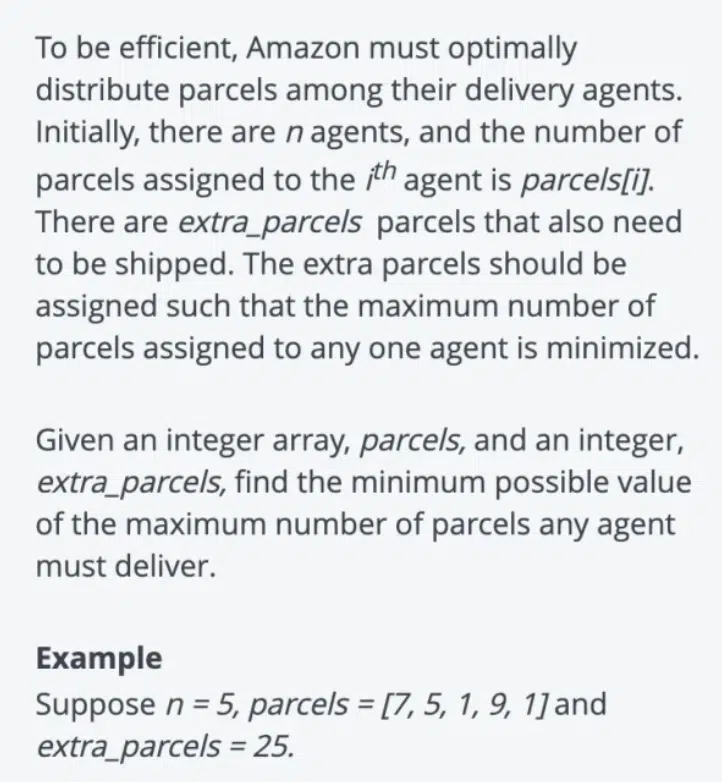 To be efficient, Amazon must optimally
distribute parcels among their delivery agents.
Initially, there are n agents, and the number of
parcels assigned to the ith agent is parcels[i].
There are extra_parcels parcels that also need
to be shipped. The extra parcels should be
assigned such that the maximum number of
parcels assigned to any one agent is minimized.
Given an integer array, parcels, and an integer,
extra_parcels, find the minimum possible value
of the maximum number of parcels any agent
must deliver.
Example
Suppose n = 5, parcels = [7, 5, 1, 9, 1] and
extra_parcels = 25.